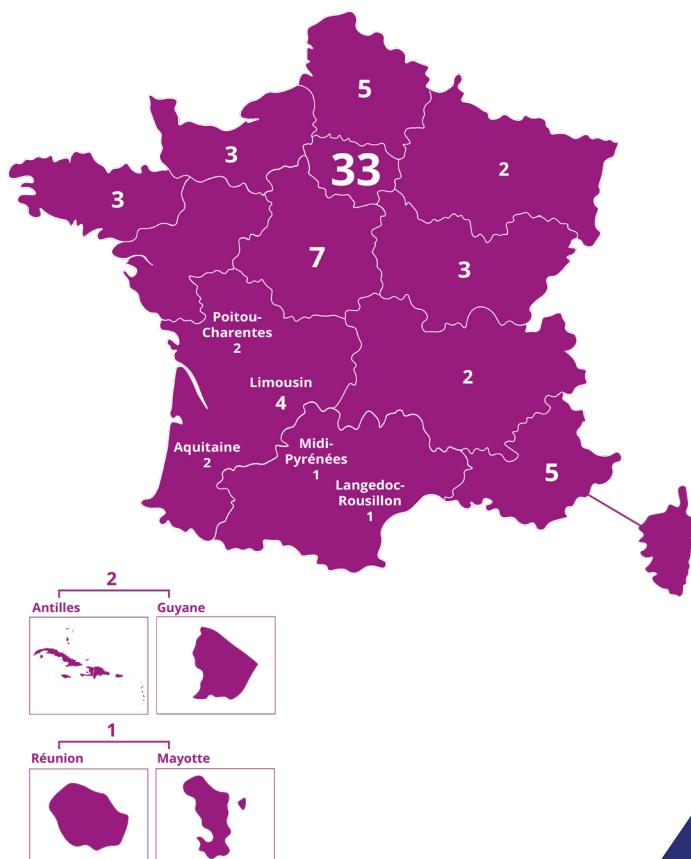 5
3
33
2
3
7
3
Poitou-
Charentes
2
2
Limousin
4
Aquitaine
2
Midi-
Pyrénées
1
Langedoc-
Rousillon
1
5
2
Antilles
Guyane
1
Réunion
Mayotte